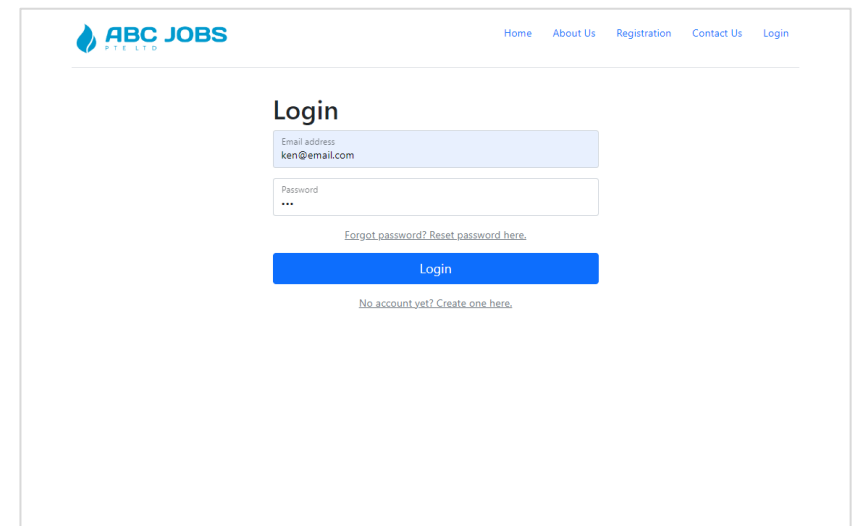 ABC JOBS
PTE LTD
Home About Us Registration Contact Us Login
Login
Email address
ken@email.com
Password
•••
Forgot password? Reset password here.
Login
No account yet? Create one here.